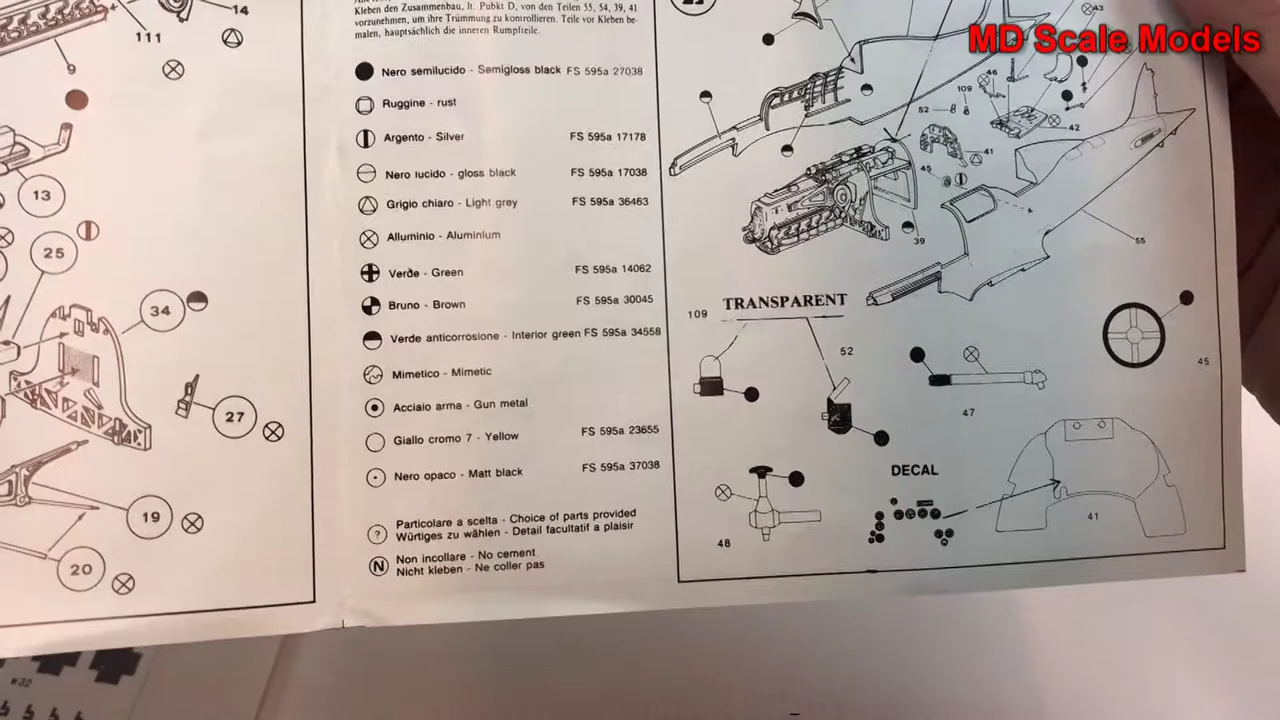 MD Scale Models
Kleben den Zusammenbau, lt. Pubkt D, von den Teilen 55, 54, 39, 41
vorzunehmen, um ihre Trümmung zu kontrollieren. Teile vor Kleben be-
malen, hauptsächlich die inneren Rumpfteile.
Nero semilucido - Semigloss black FS 595a 27038
Ruggine - rust
Argento - Silver FS 595a 17178
Nero lucido - gloss black FS 595a 17038
Grigio chiaro - Light grey FS 595a 36463
Alluminio - Aluminium
Verde - Green FS 595a 14062
Bruno - Brown FS 595a 30045
Verde anticorrosione - Interior green FS 595a 34558
Mimetico - Mimetic
Acciaio arma - Gun metal
Giallo cromo 7 - Yellow FS 595a 23655
Nero opaco - Matt black FS 595a 37038
? Particolare a scelta - Choice of parts provided
Würtiges zu wählen - Detail facultatif a plaisir
N Non incollare - No cement
Nicht kleben - Ne coller pas
14
111
9
13
25
34
27
19
20
43
46
109
52
42
41
45
39
55
TRANSPARENT
109
52
45
47
DECAL
48
41
W32